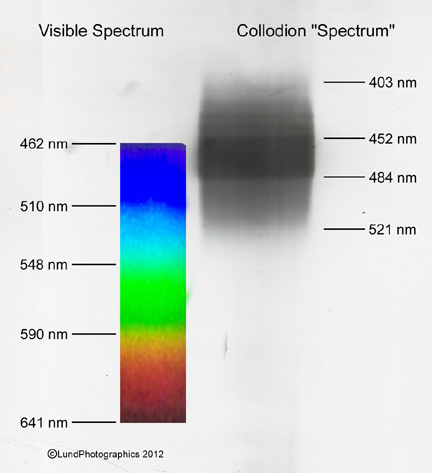 Visible Spectrum
Collodion "Spectrum"
403 nm
452 nm
462 nm
484 nm
510 nm
521 nm
548 nm
590 nm
641 nm
©LundPhotographics 2012